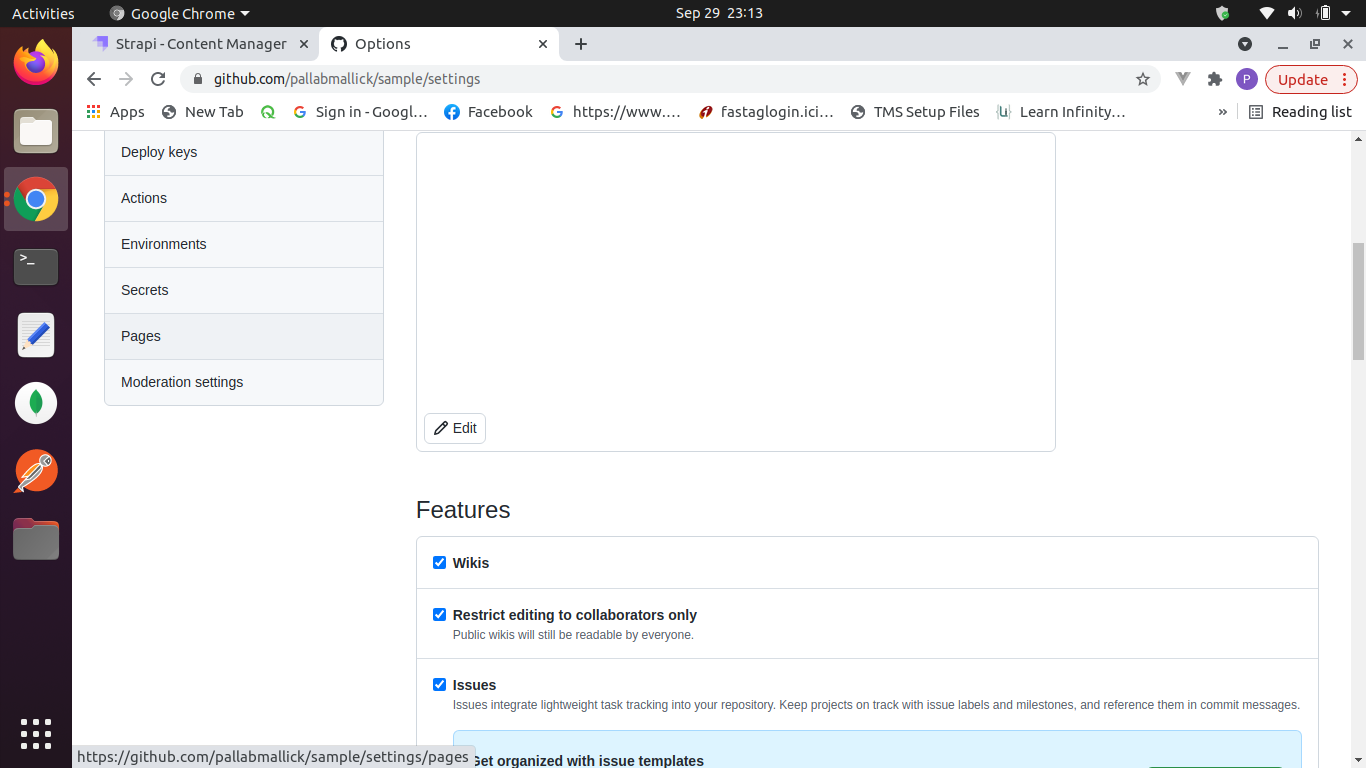 Activities
Google Chrome
Sep 29 23:13
Strapi - Content Manager
Options
github.com/pallabmallick/sample/settings
P
Update
Apps
New Tab
Sign in - Googl...
Facebook
https://www....
fastaglogin.ici...
TMS Setup Files
Learn Infinity...
»
Reading list
Deploy keys
Actions
Environments
Secrets
Pages
Moderation settings
Edit
Features
Wikis
Restrict editing to collaborators only
Public wikis will still be readable by everyone.
Issues
Issues integrate lightweight task tracking into your repository. Keep projects on track with issue labels and milestones, and reference them in commit messages.
Get organized with issue templates
https://github.com/pallabmallick/sample/settings/pages